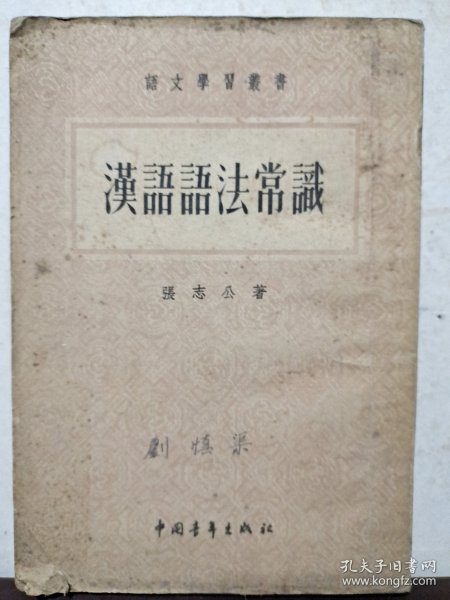 語文學習叢書
漢語語法常識
張志公著
劉慎渠
中国青年出版社
孔夫子旧书网
www.kongfz.com